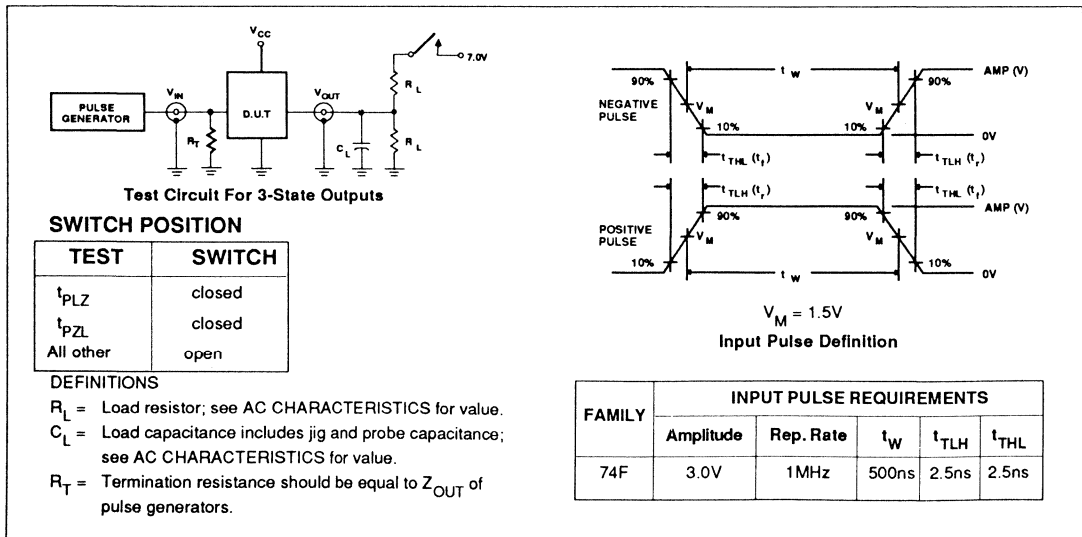 VCC
7.0V
RL
VIN
VOUT
PULSE GENERATOR
D.U.T
RT
CL
RL
Test Circuit For 3-State Outputs
SWITCH POSITION
TEST SWITCH
tPLZ closed
tPZL closed
All other open
DEFINITIONS
RL = Load resistor; see AC CHARACTERISTICS for value.
CL = Load capacitance includes jig and probe capacitance;
see AC CHARACTERISTICS for value.
RT = Termination resistance should be equal to ZOUT of
pulse generators.
90% tW 90% AMP (V)
NEGATIVE
PULSE
VM VM
10% 10% 0V
tTHL (tf) tTLH (tr)
tTLH (tr) tTHL (tf)
90% 90% AMP (V)
POSITIVE
PULSE
VM VM
10% tW 10% 0V
VM = 1.5V
Input Pulse Definition
FAMILY INPUT PULSE REQUIREMENTS
Amplitude Rep. Rate tW tTLH tTHL
74F 3.0V 1MHz 500ns 2.5ns 2.5ns